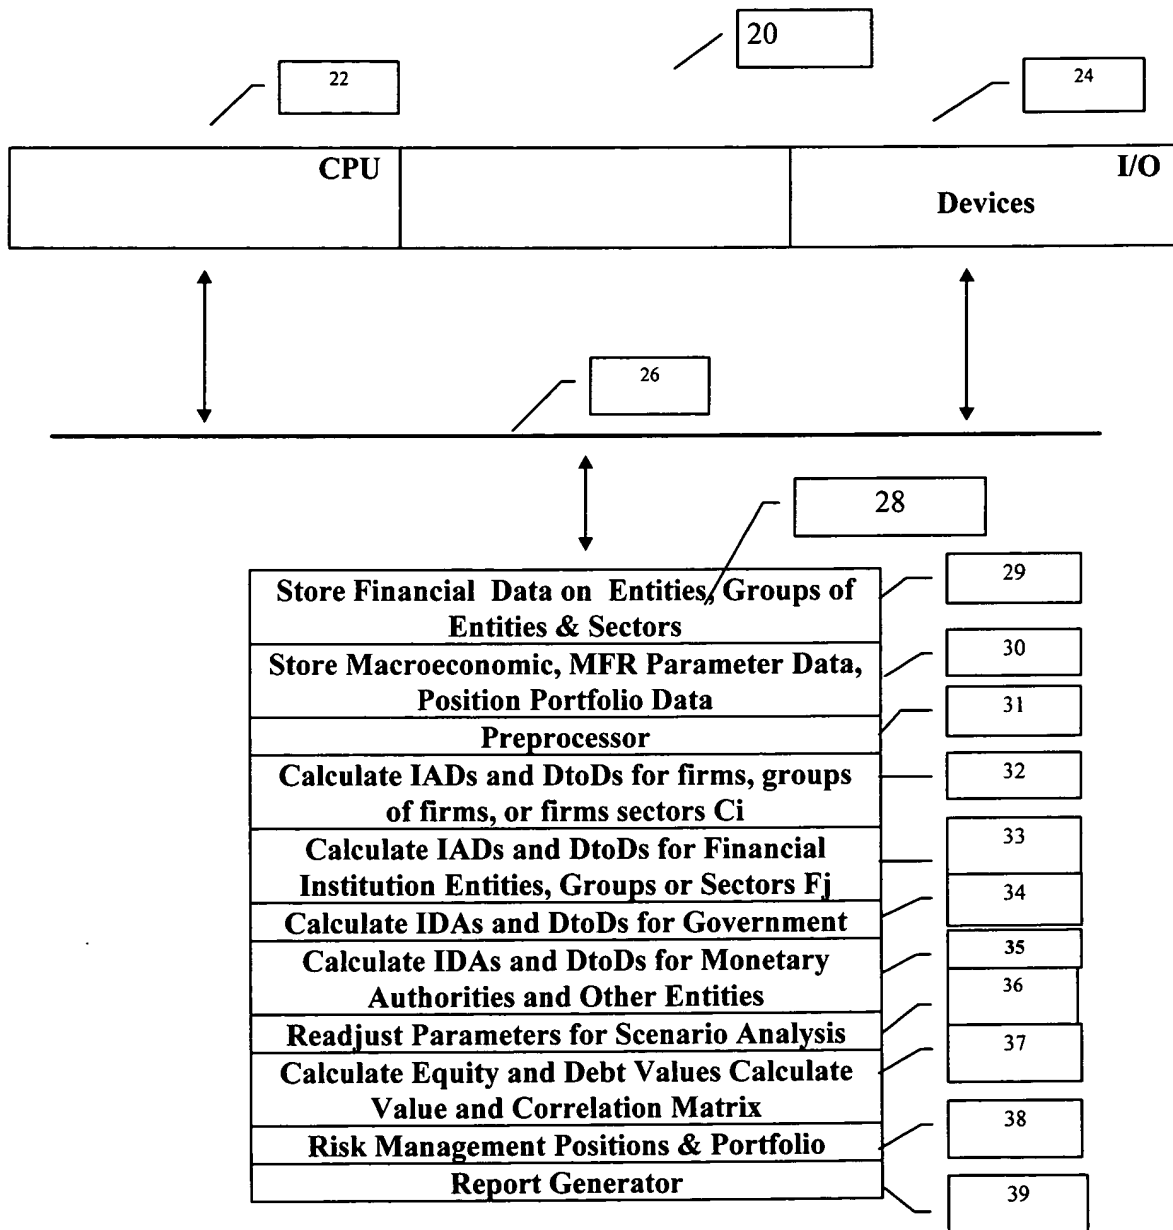 20
22
24
CPU
I/O
Devices
26
28
Store Financial Data on Entities, Groups of
Entities & Sectors
29
Store Macroeconomic, MFR Parameter Data,
Position Portfolio Data
30
Preprocessor
31
Calculate IADs and DtoDs for firms, groups
of firms, or firms sectors Ci
32
Calculate IADs and DtoDs for Financial
Institution Entities, Groups or Sectors Fj
33
Calculate IDAs and DtoDs for Government
34
Calculate IDAs and DtoDs for Monetary
Authorities and Other Entities
35
Readjust Parameters for Scenario Analysis
36
Calculate Equity and Debt Values Calculate
Value and Correlation Matrix
37
Risk Management Positions & Portfolio
38
Report Generator
39